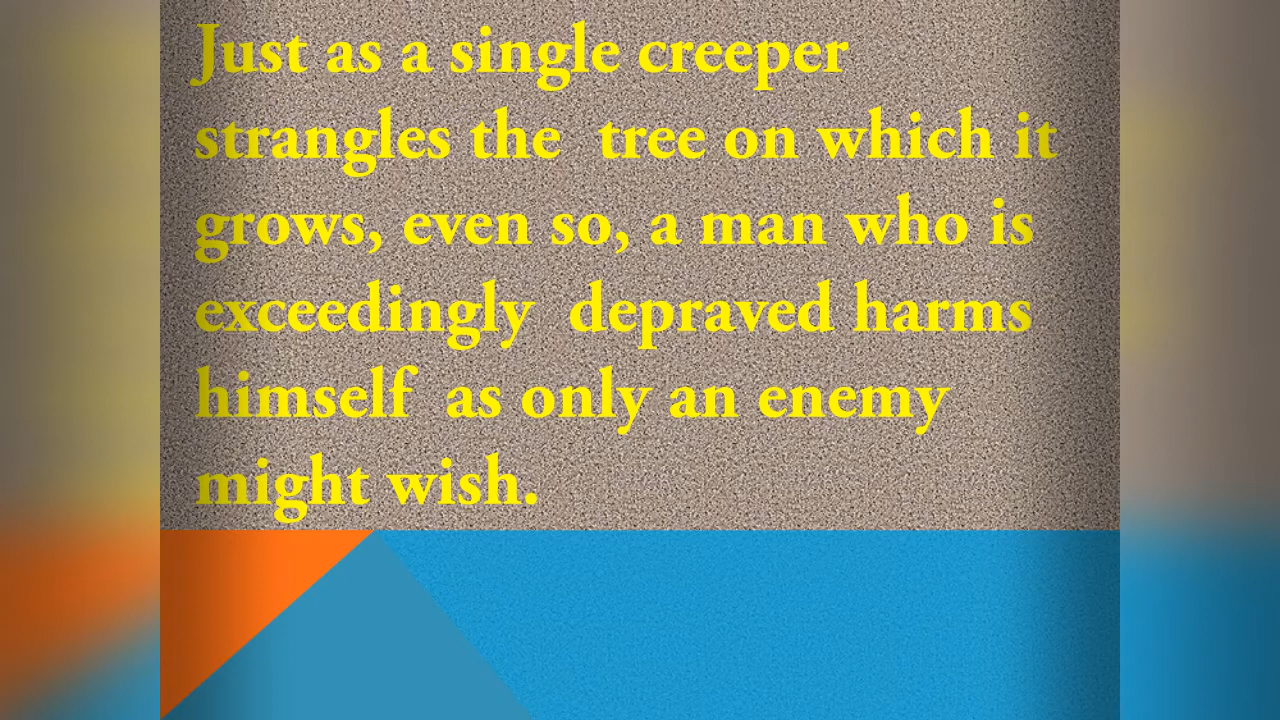 Just as a single creeper
strangles the  tree on which it
grows, even so, a man who is
exceedingly  depraved harms
himself  as only an enemy
might wish.